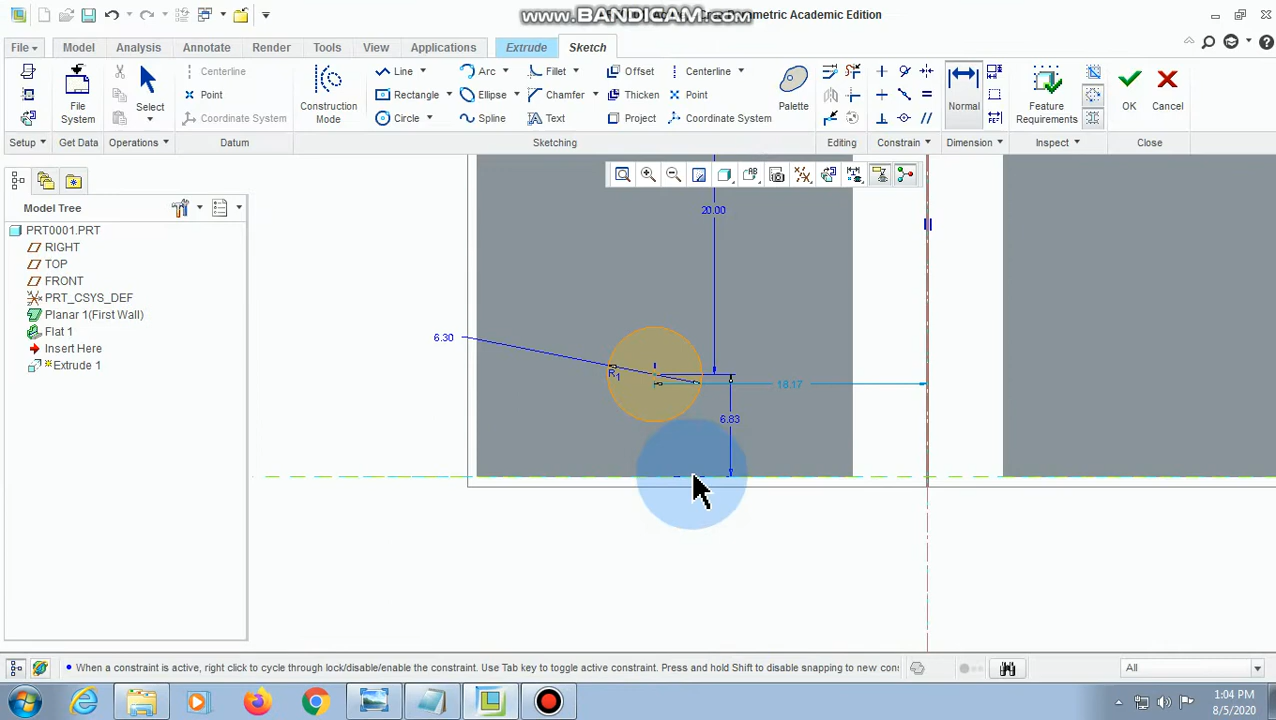 www.BANDICAM.com
metric Academic Edition
File
Model
Analysis
Annotate
Render
Tools
View
Applications
Extrude
Sketch
File System
Select
Centerline
Point
Coordinate System
Construction Mode
Line
Rectangle
Circle
Arc
Ellipse
Spline
Fillet
Chamfer
Text
Offset
Thicken
Project
Centerline
Point
Coordinate System
Palette
Normal
Feature Requirements
OK
Cancel
Setup
Get Data
Operations
Datum
Sketching
Editing
Constrain
Dimension
Inspect
Close
Model Tree
PRT0001.PRT
RIGHT
TOP
FRONT
PRT_CSYS_DEF
Planar 1(First Wall)
Flat 1
Insert Here
Extrude 1
20.00
6.30
R1
18.17
6.83
When a constraint is active, right click to cycle through lock/disable/enable the constraint. Use Tab key to toggle active constraint. Press and hold Shift to disable snapping to new cons
All
1:04 PM
8/5/2020